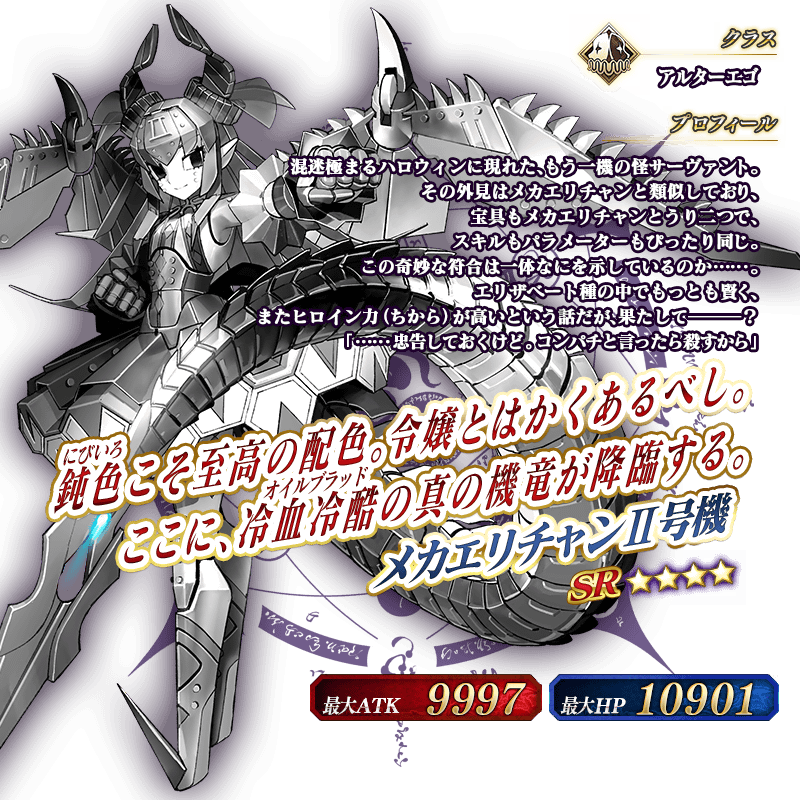 クラス
アルターエゴ
プロフィール
混迷極まるハロウィンに現れた、もう一機の怪サーヴァント。
その外見はメカエリチャンと類似しており、
宝具もメカエリチャンとうり二つで、
スキルもパラメーターもぴったり同じ。
この奇妙な符合は一体なにを示しているのか……。
エリザベート種の中でもっとも賢く、
またヒロイン力(ちから)が高いという話だが、果たして―――?
「……忠告しておくけど。コンパチと言ったら殺すから」
にびいろ
鈍色こそ至高の配色。令嬢とはかくあるべし。
オイルブラッド
ここに、冷血冷酷の真の機竜が降臨する。
メカエリチャンⅡ号機
SR ★★★★
最大ATK 9997
最大HP 10901